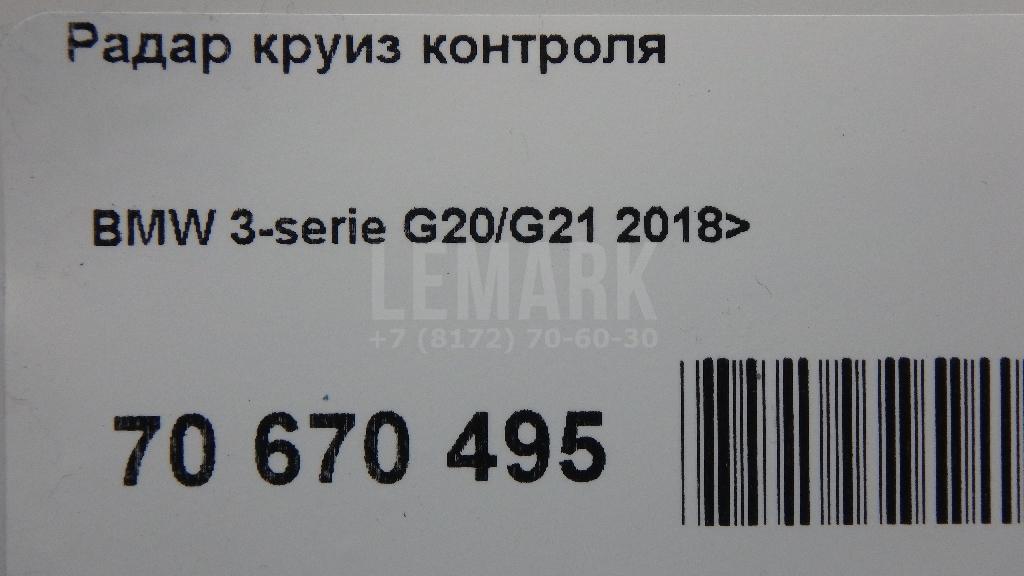 Радар круиз контроля
BMW 3-serie G20/G21 2018>
LEMARK
+7 (8172) 70-60-30
70 670 495